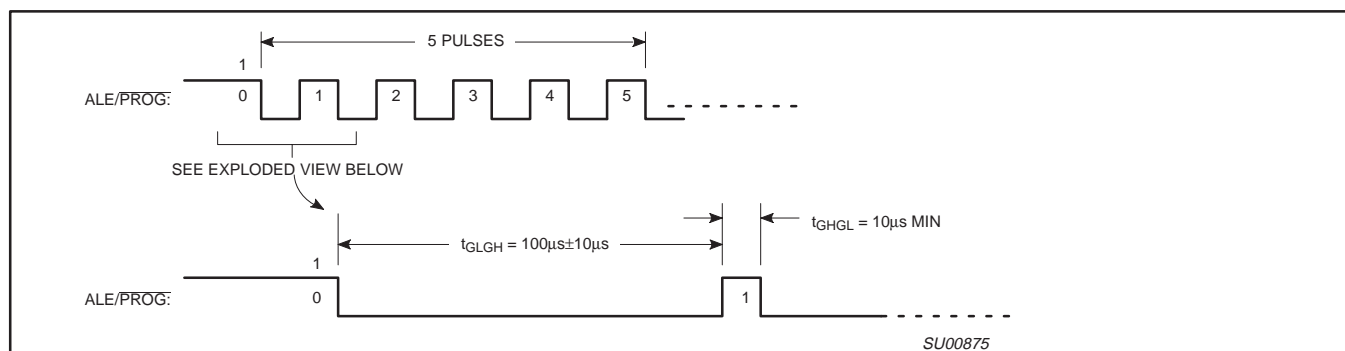 5 PULSES
1
ALE/PROG: 0 1 2 3 4 5
SEE EXPLODED VIEW BELOW
tGHGL = 10µs MIN
tGLGH = 100µs±10µs
1
ALE/PROG: 0 1
SU00875